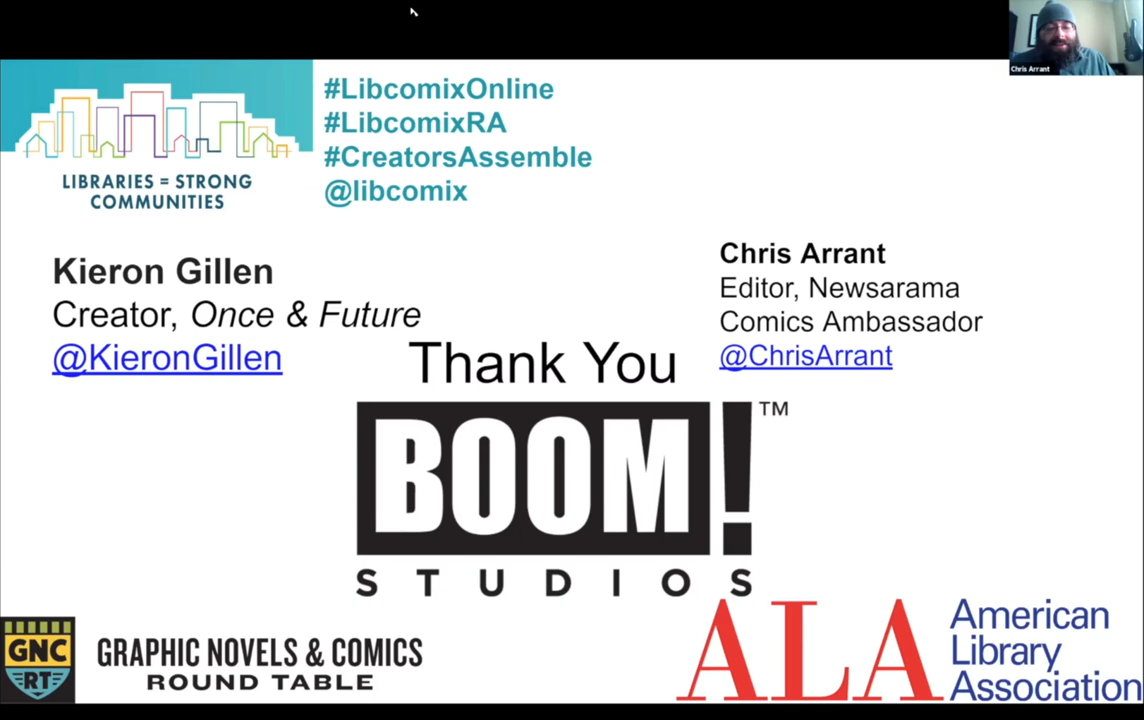 Chris Arrant
#LibcomixOnline
#LibcomixRA
#CreatorsAssemble
@libcomix
LIBRARIES = STRONG
COMMUNITIES
Kieron Gillen
Creator, Once & Future
@KieronGillen
Chris Arrant
Editor, Newsarama
Comics Ambassador
@ChrisArrant
Thank You
BOOM! ™
STUDIOS
GNC
RT
GRAPHIC NOVELS & COMICS
ROUND TABLE
ALA
American
Library
Association